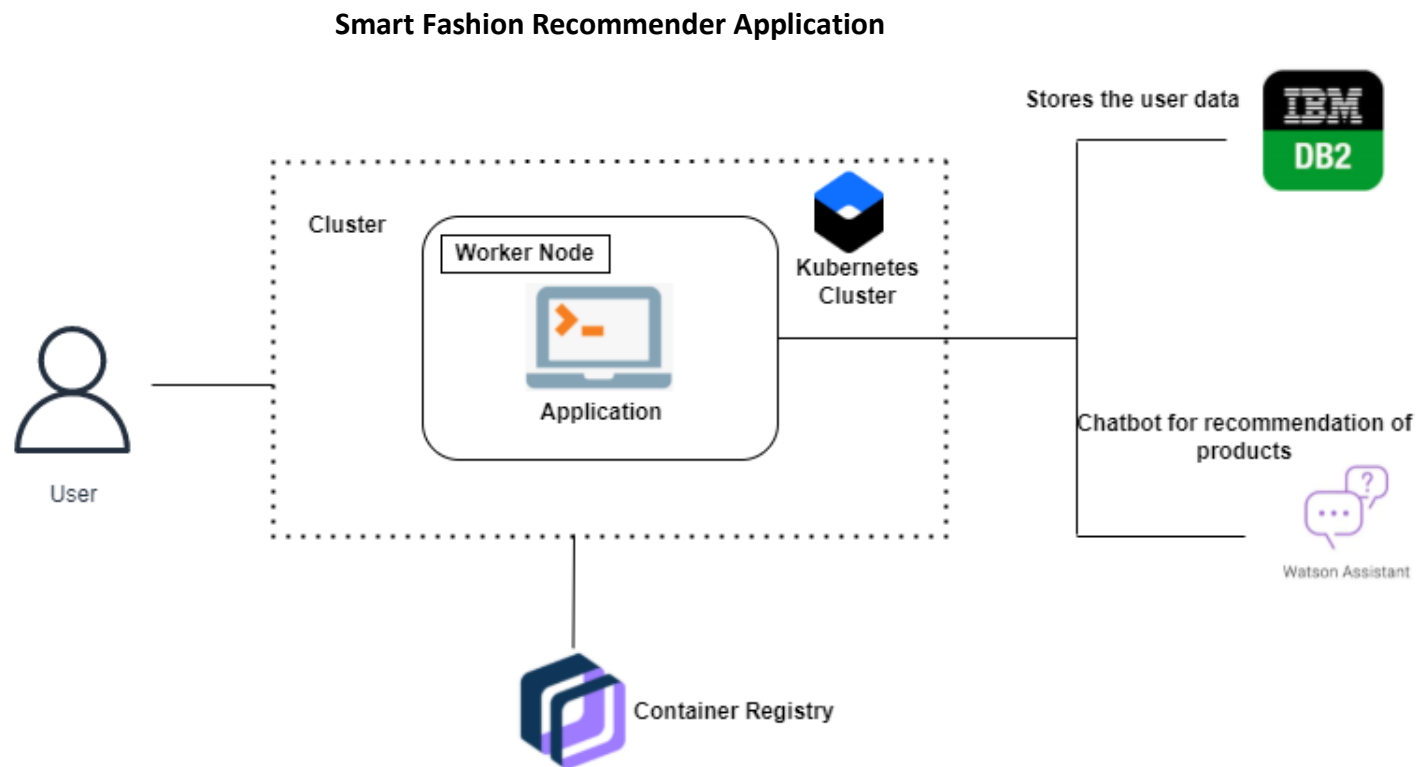 Smart Fashion Recommender Application
Stores the user data
IBM
DB2
Cluster
Worker Node
Kubernetes
Cluster
Application
User
Chatbot for recommendation of
products
?
Watson Assistant
Container Registry